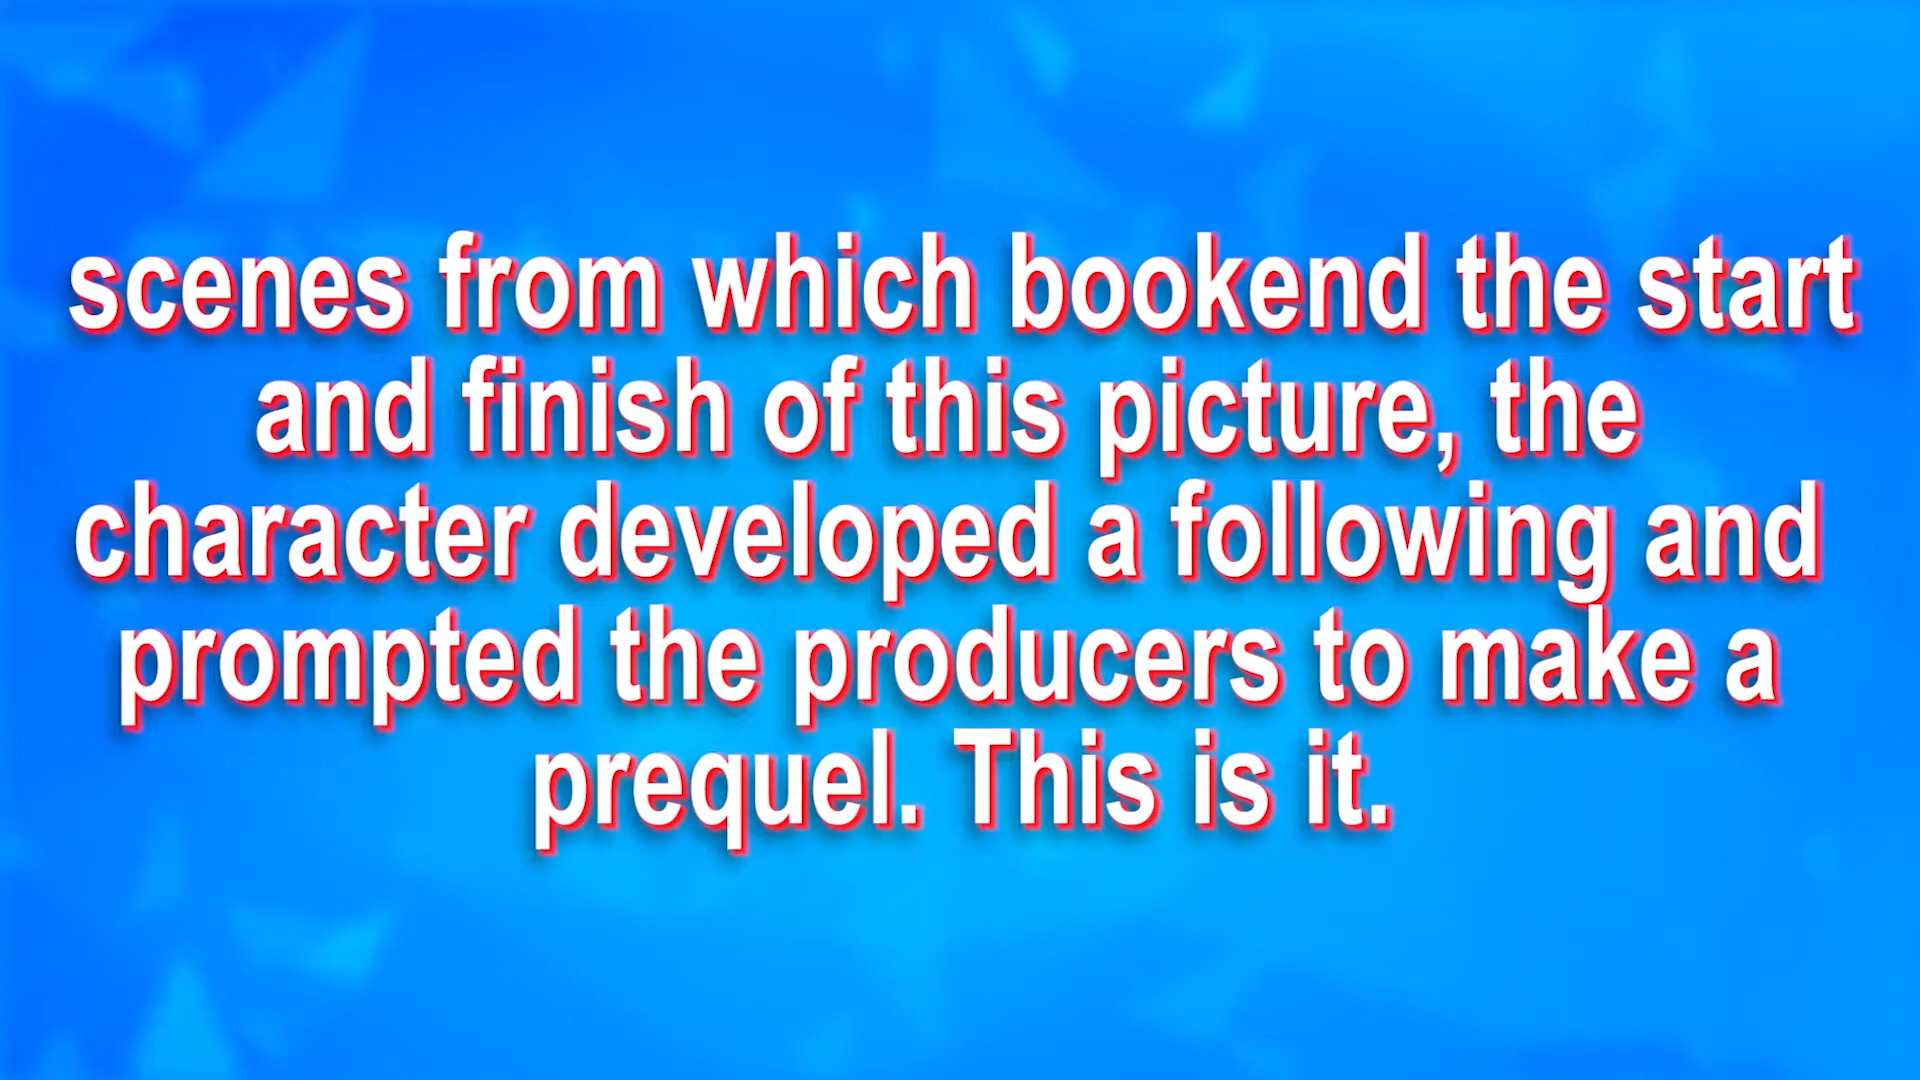 scenes from which bookend the start
and finish of this picture, the
character developed a following and
prompted the producers to make a
prequel. This is it.